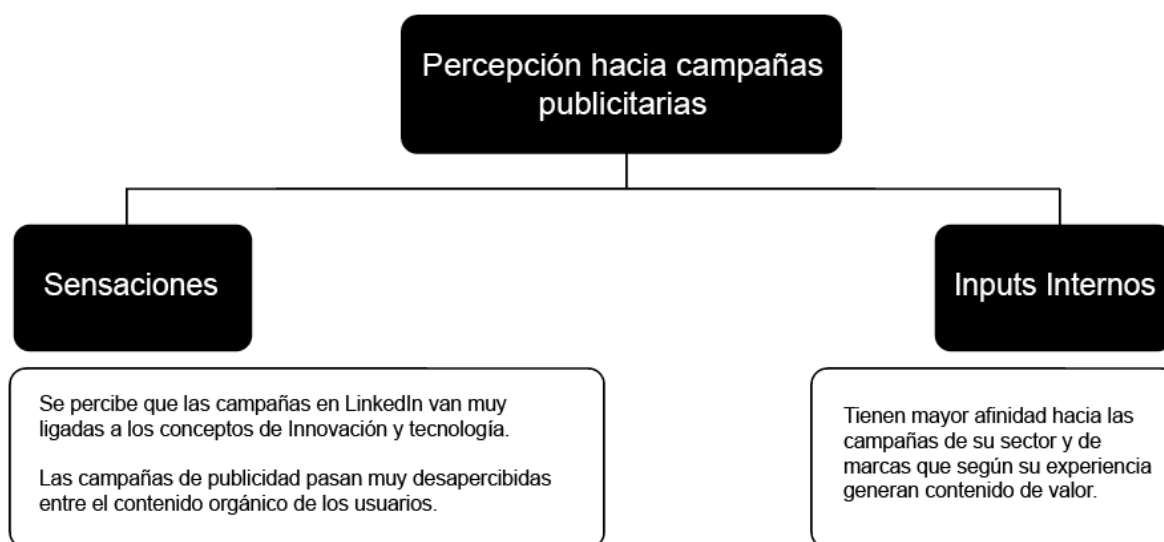 Percepción hacia campañas
publicitarias
Sensaciones
Inputs Internos
Se percibe que las campañas en LinkedIn van muy
ligadas a los conceptos de Innovación y tecnología.
Las campañas de publicidad pasan muy desapercibidas
entre el contenido orgánico de los usuarios.
Tienen mayor afinidad hacia las
campañas de su sector y de
marcas que según su experiencia
generan contenido de valor.